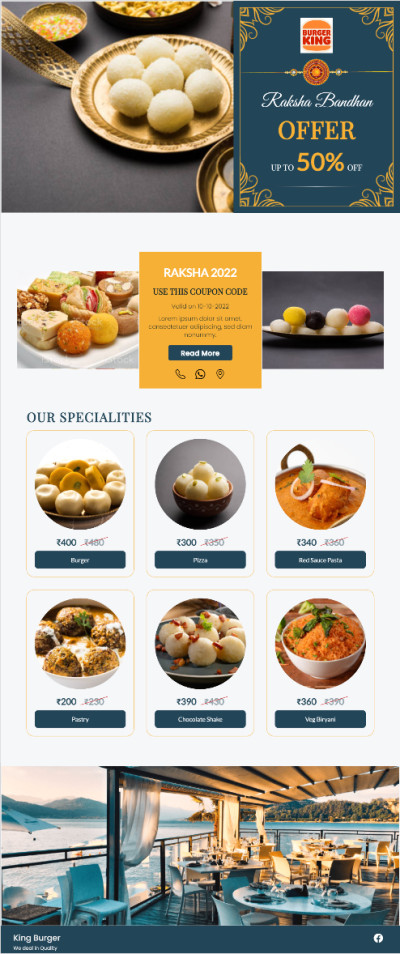 BURGER
KING
Raksha Bandhan
OFFER
UP TO 50% OFF
RAKSHA 2022
USE THIS COUPON CODE
Valid on 10-10-2022
Lorem ipsum dolor sit amet,
consectetuer adipiscing, sed diam
nonummy.
Read More
OUR SPECIALITIES
₹400 ₹480
Burger
₹300 ₹350
Pizza
₹340 ₹360
Red Sauce Pasta
₹200 ₹230
Pastry
₹390 ₹430
Chocolate Shake
₹360 ₹390
Veg Biryani
King Burger
We deal in Quality